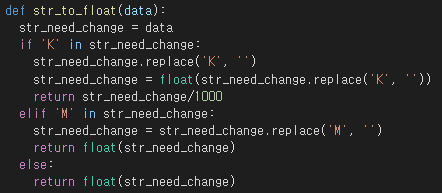 def str_to_float(data):
  str_need_change = data
  if 'K' in str_need_change:
    str_need_change.replace('K', '')
    str_need_change = float(str_need_change.replace('K', ''))
    return str_need_change/1000
  elif 'M' in str_need_change:
    str_need_change = str_need_change.replace('M', '')
    return float(str_need_change)
  else:
    return float(str_need_change)